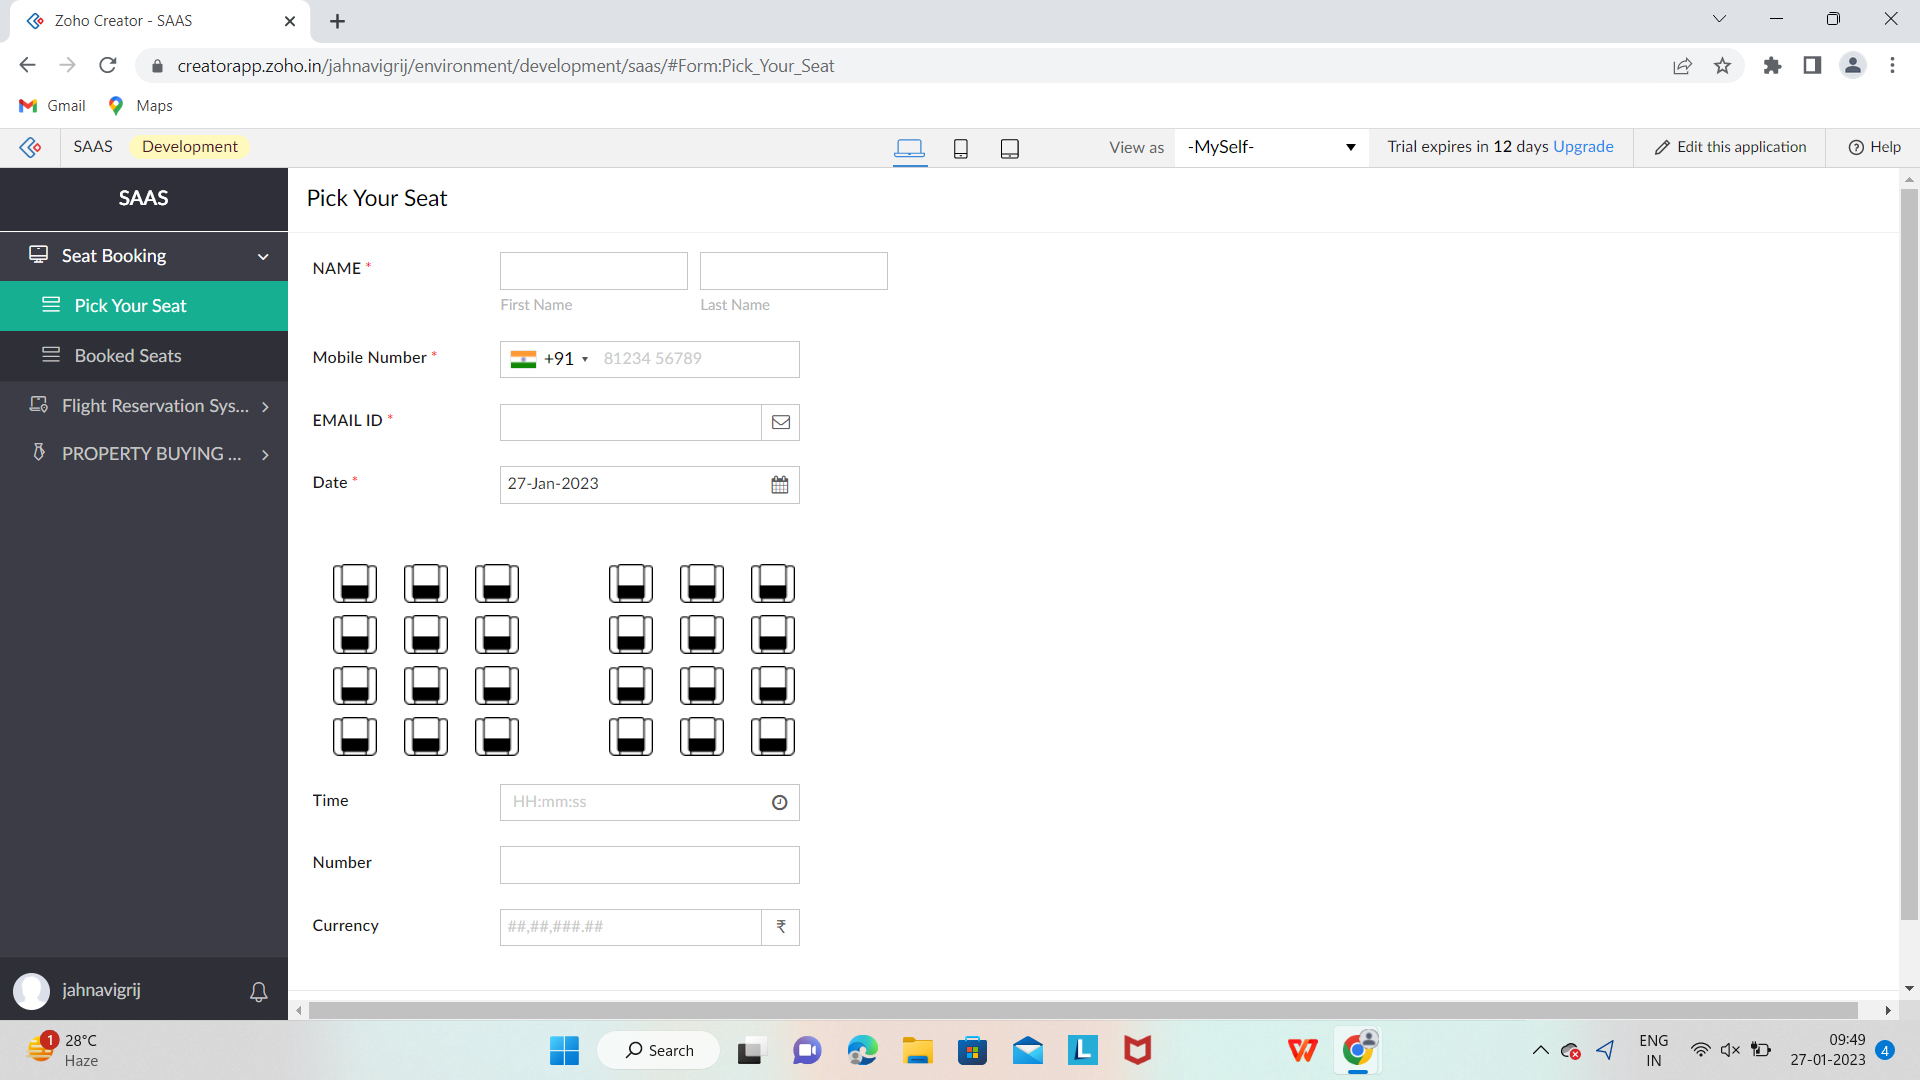 Zoho Creator - SAAS
creatorapp.zoho.in/jahnavigrij/environment/development/saas/#Form:Pick_Your_Seat
Gmail Maps
SAAS Development View as -MySelf- Trial expires in 12 days Upgrade Edit this application Help
SAAS
Pick Your Seat
Seat Booking
Pick Your Seat
Booked Seats
Flight Reservation Sys...
PROPERTY BUYING ...
NAME *
First Name Last Name
Mobile Number * +91 81234 56789
EMAIL ID *
Date * 27-Jan-2023
Time HH:mm:ss
Number
Currency ##,##,###.## ₹
jahnavigrij
1 28°C
Haze
Search
L
W
ENG
IN
09:49
27-01-2023
4